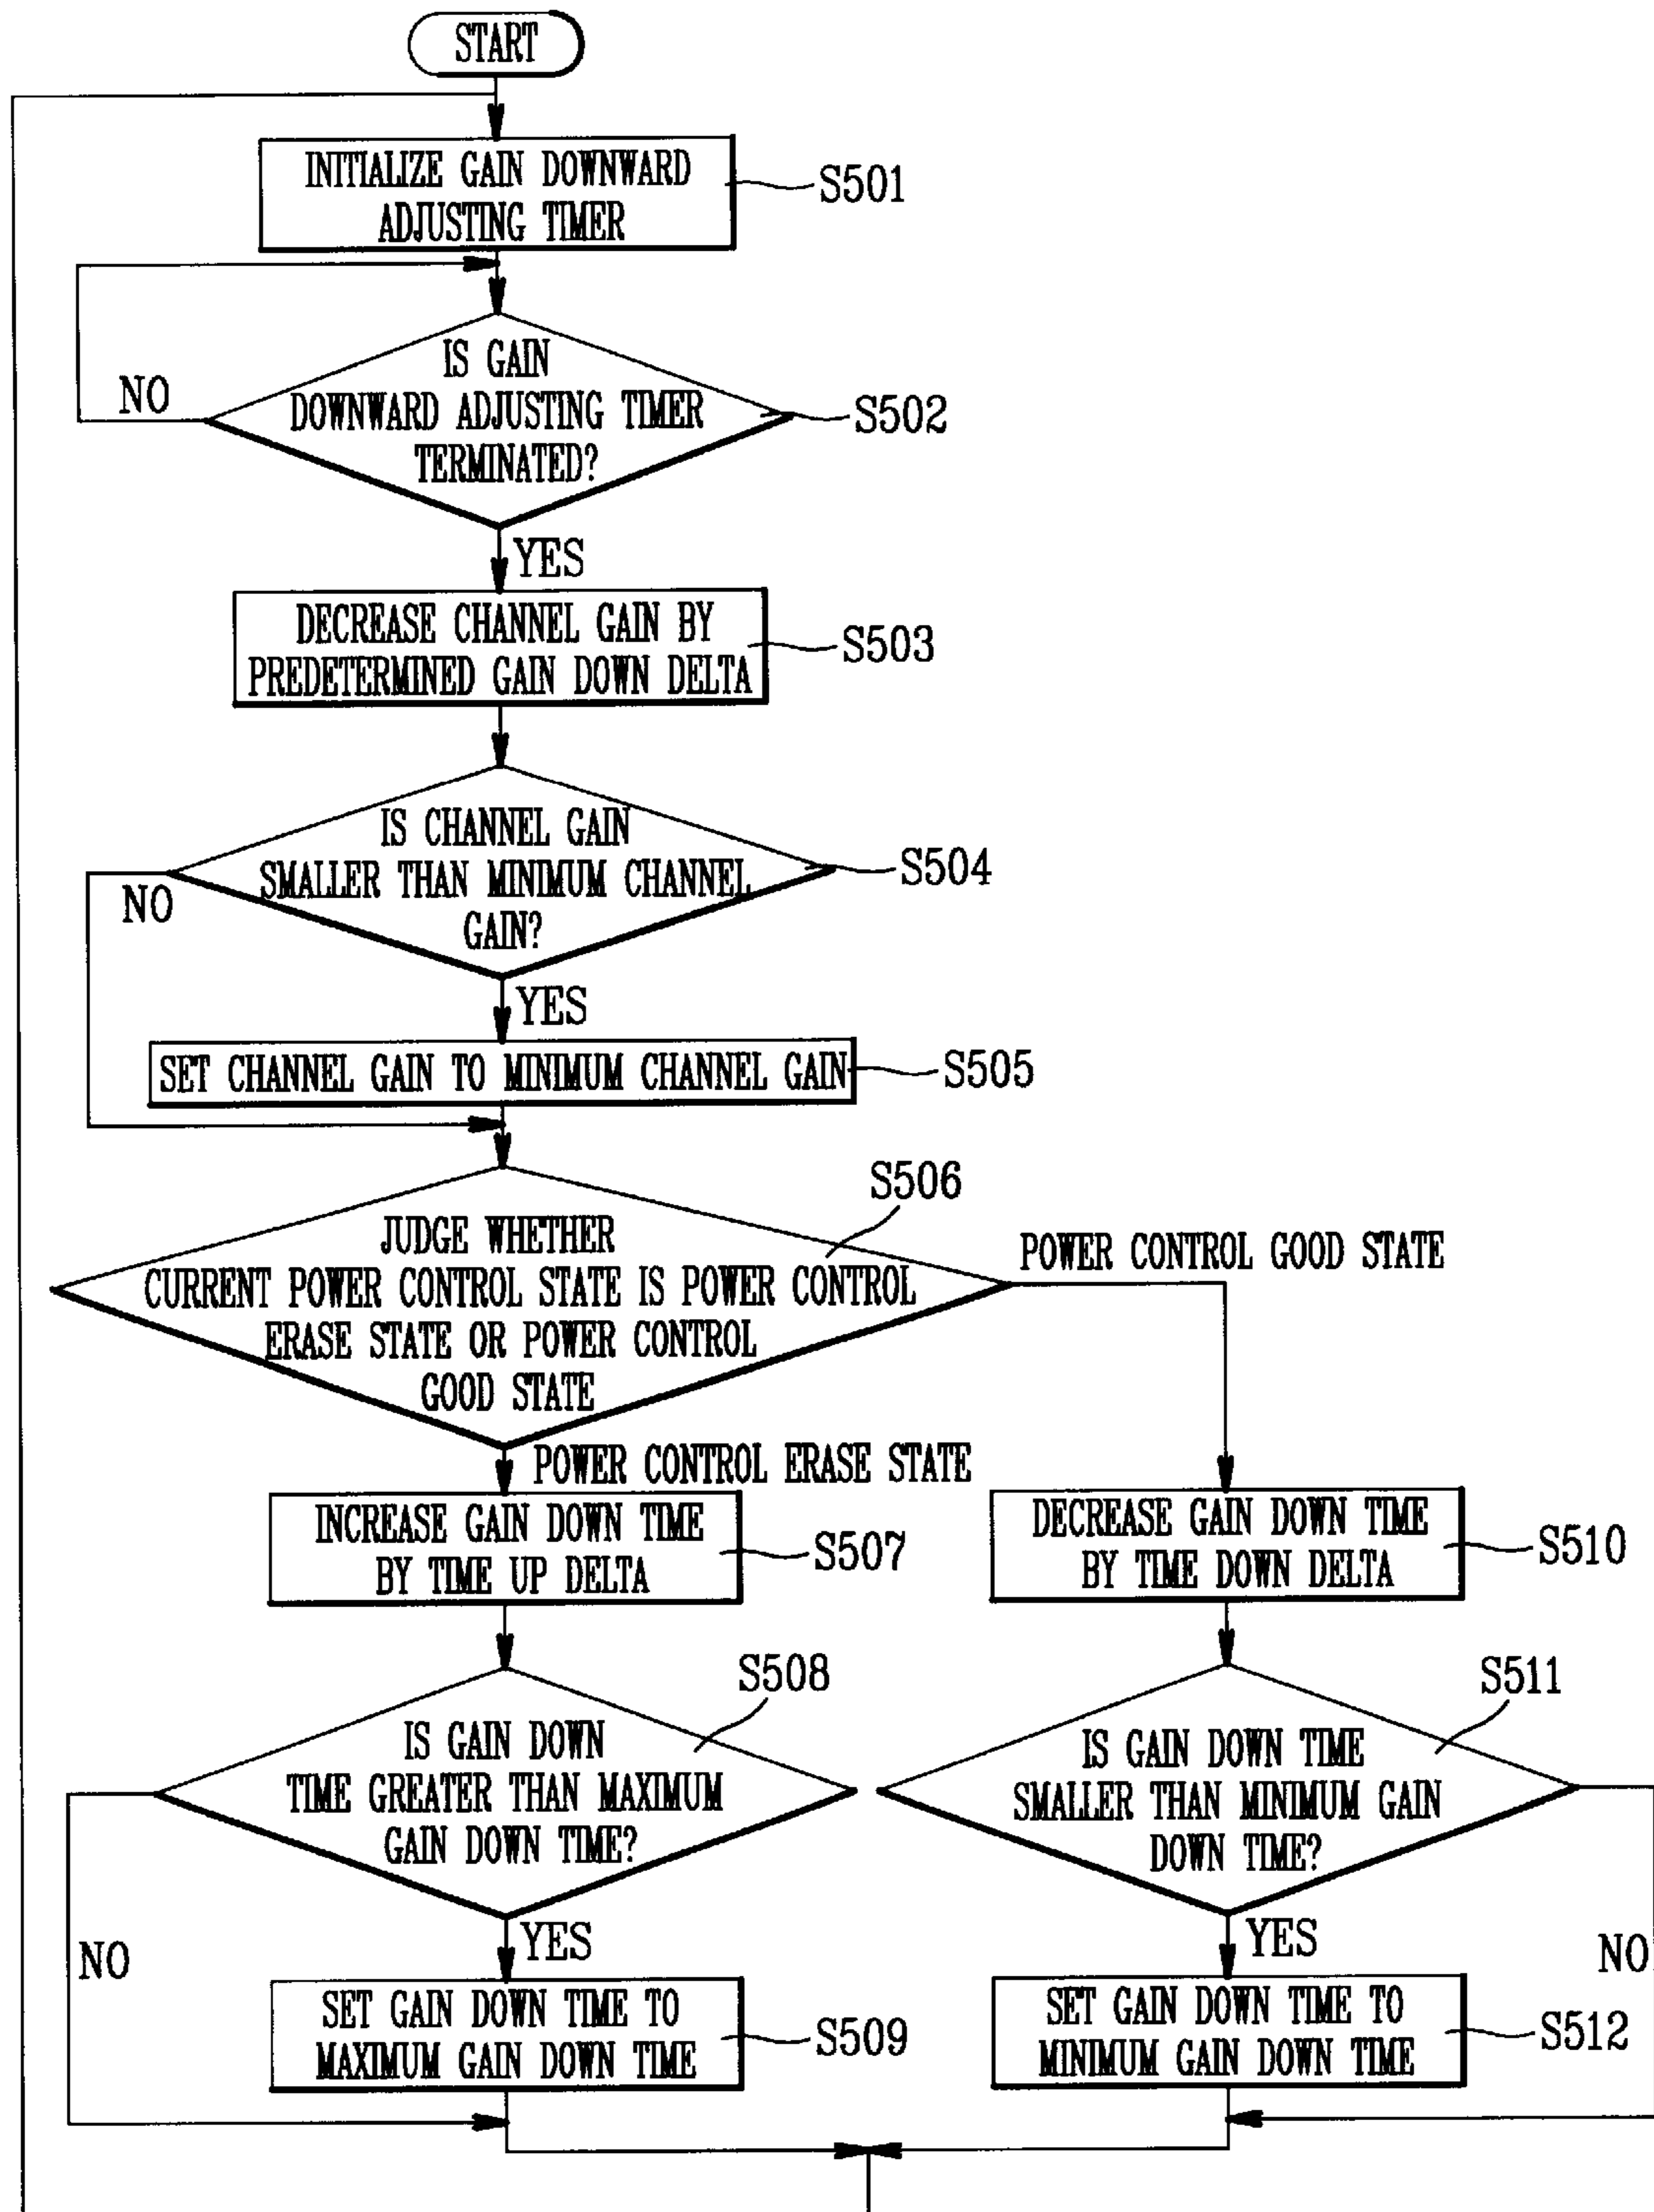 START
INITIALIZE GAIN DOWNWARD
ADJUSTING TIMER
S501
IS GAIN
DOWNWARD ADJUSTING TIMER
TERMINATED?
S502
NO
YES
DECREASE CHANNEL GAIN BY
PREDETERMINED GAIN DOWN DELTA
S503
IS CHANNEL GAIN
SMALLER THAN MINIMUM CHANNEL
GAIN?
S504
NO
YES
SET CHANNEL GAIN TO MINIMUM CHANNEL GAIN
S505
S506
JUDGE WHETHER
CURRENT POWER CONTROL STATE IS POWER CONTROL
ERASE STATE OR POWER CONTROL
GOOD STATE
POWER CONTROL GOOD STATE
POWER CONTROL ERASE STATE
INCREASE GAIN DOWN TIME
BY TIME UP DELTA
S507
DECREASE GAIN DOWN TIME
BY TIME DOWN DELTA
S510
S508
IS GAIN DOWN
TIME GREATER THAN MAXIMUM
GAIN DOWN TIME?
S511
IS GAIN DOWN TIME
SMALLER THAN MINIMUM GAIN
DOWN TIME?
NO
YES
YES
NO
SET GAIN DOWN TIME TO
MAXIMUM GAIN DOWN TIME
S509
SET GAIN DOWN TIME TO
MINIMUM GAIN DOWN TIME
S512